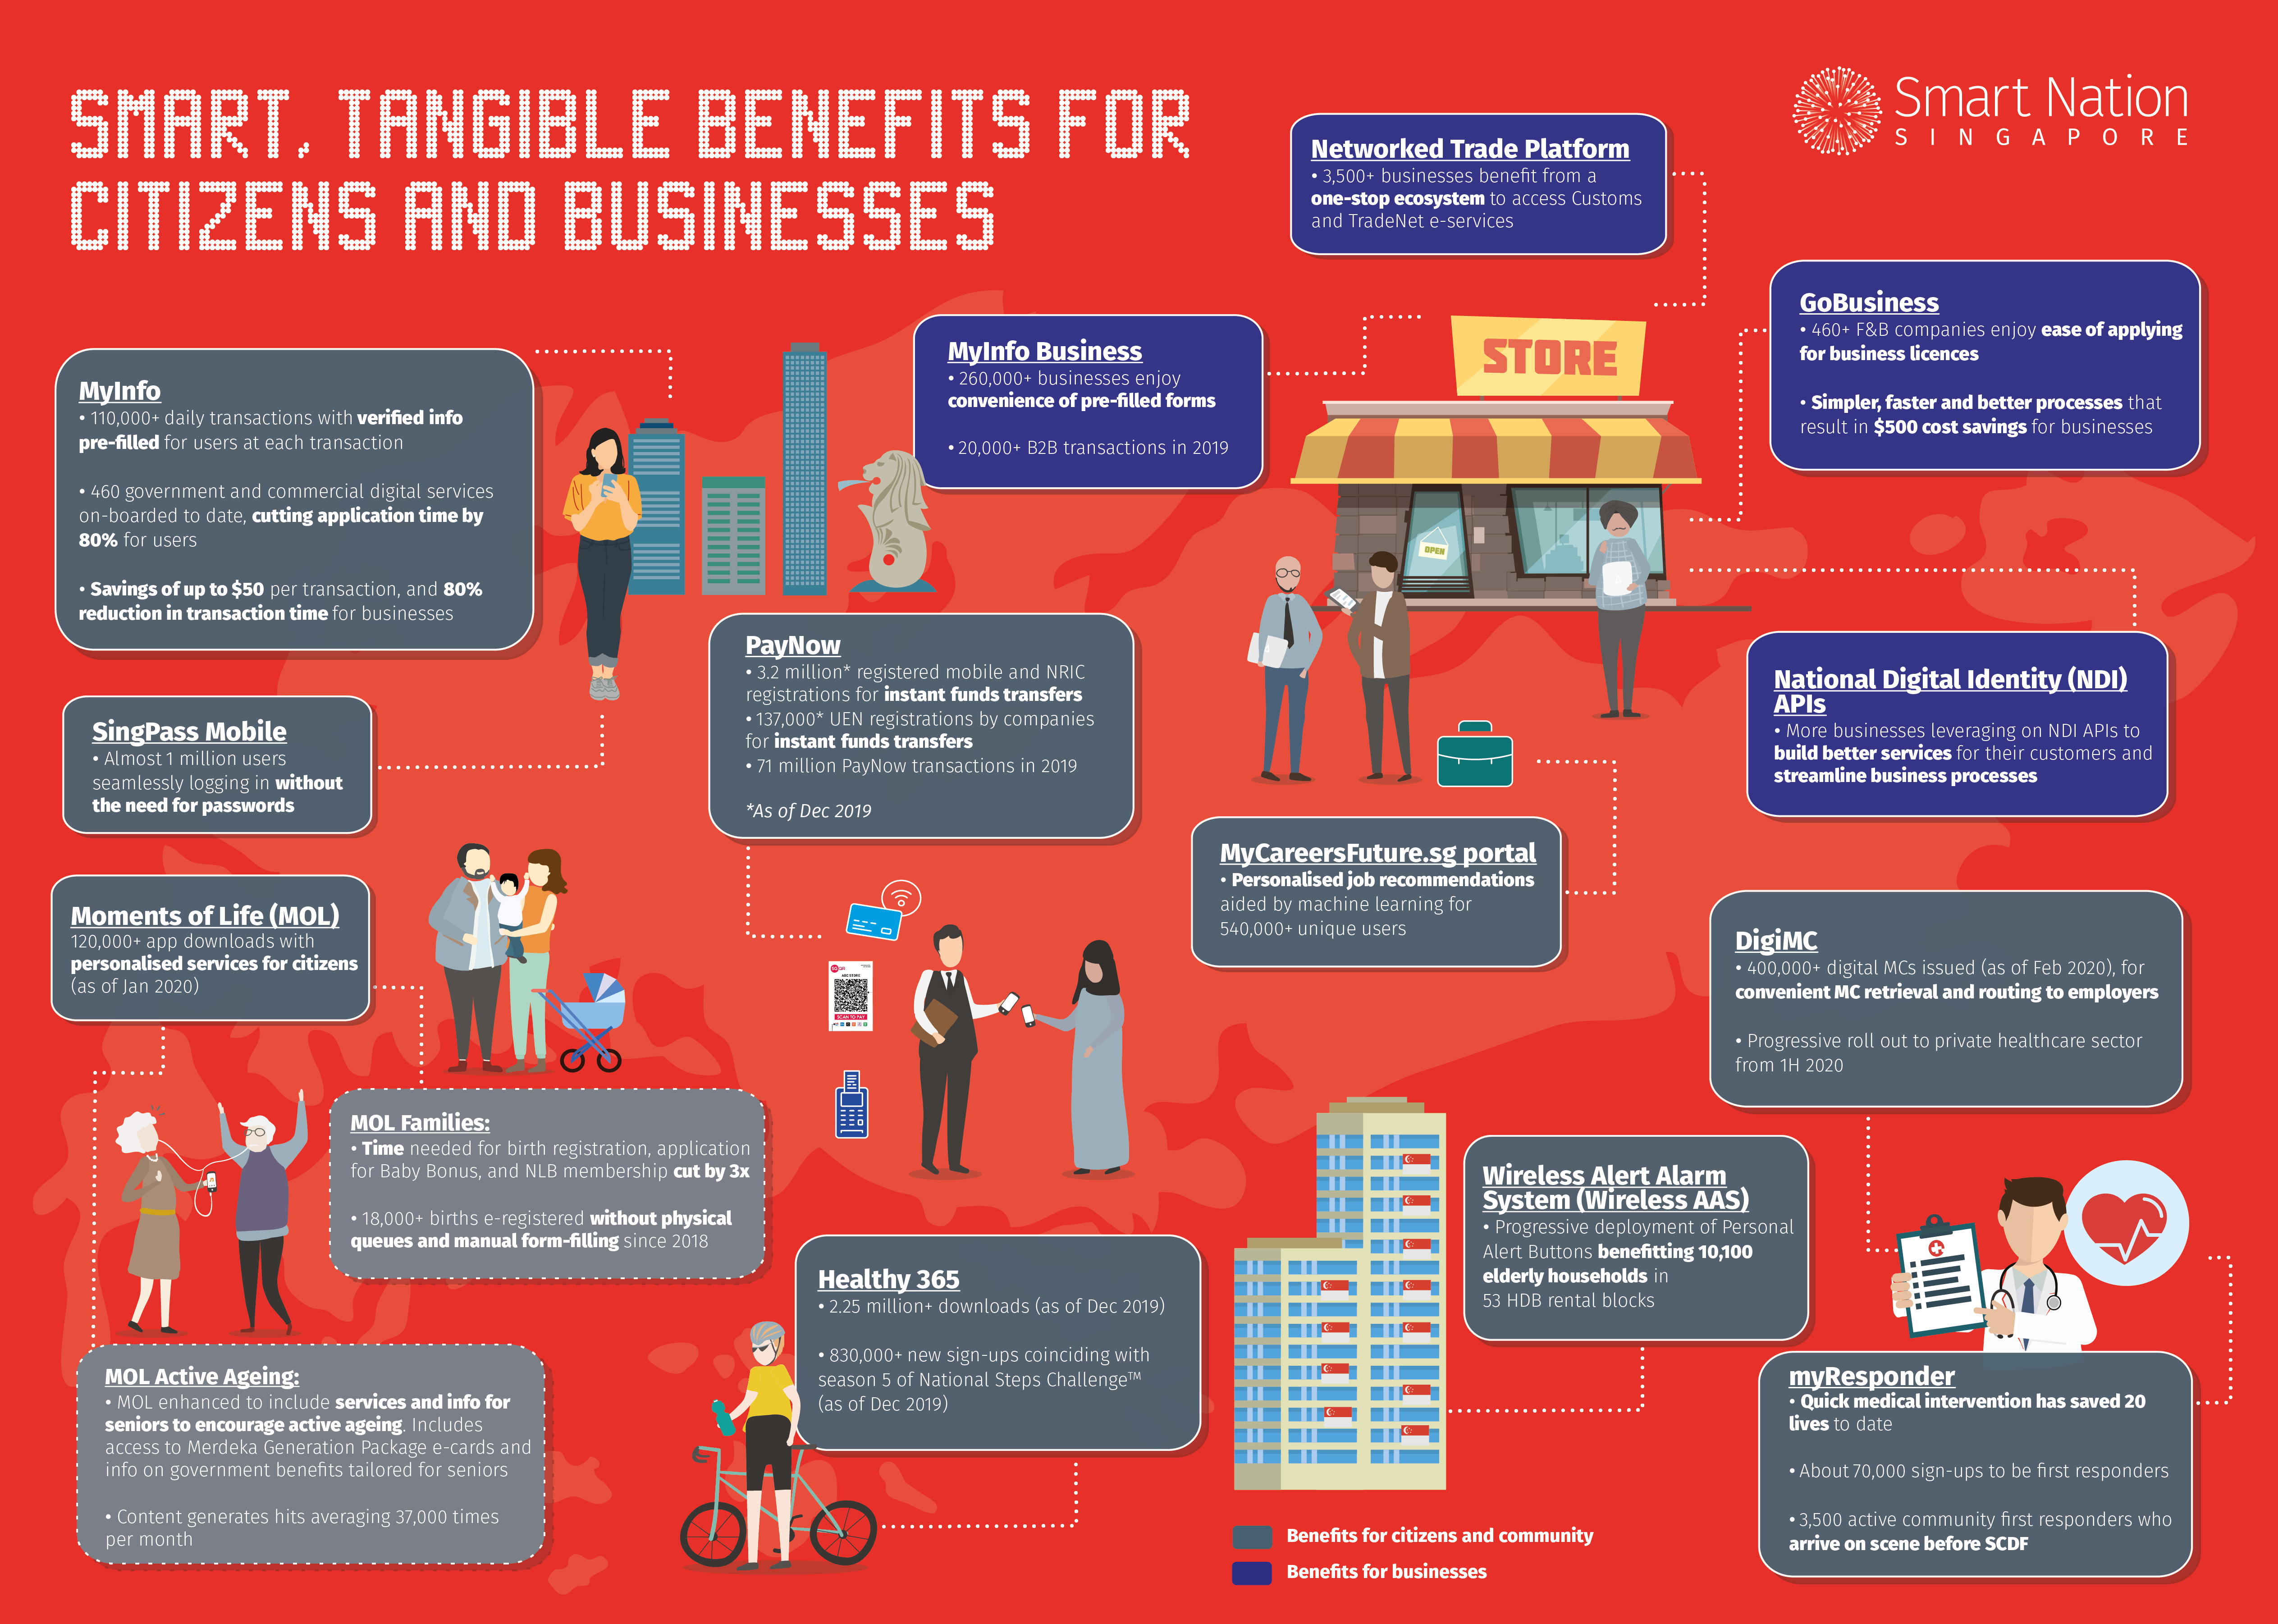 SMART, TANGIBLE BENEFITS FOR
CITIZENS AND BUSINESSES
Smart Nation
SINGAPORE
Networked Trade Platform
• 3,500+ businesses benefit from a
one-stop ecosystem to access Customs
and TradeNet e-services
GoBusiness
• 460+ F&B companies enjoy ease of applying
for business licences
• Simpler, faster and better processes that
result in $500 cost savings for businesses
MyInfo Business
• 260,000+ businesses enjoy
convenience of pre-filled forms
• 20,000+ B2B transactions in 2019
STORE
OPEN
MyInfo
• 110,000+ daily transactions with verified info
pre-filled for users at each transaction
• 460 government and commercial digital services
on-boarded to date, cutting application time by
80% for users
• Savings of up to $50 per transaction, and 80%
reduction in transaction time for businesses
PayNow
• 3.2 million* registered mobile and NRIC
registrations for instant funds transfers
• 137,000* UEN registrations by companies
for instant funds transfers
• 71 million PayNow transactions in 2019
*As of Dec 2019
National Digital Identity (NDI)
APIs
• More businesses leveraging on NDI APIs to
build better services for their customers and
streamline business processes
SingPass Mobile
• Almost 1 million users
seamlessly logging in without
the need for passwords
MyCareersFuture.sg portal
• Personalised job recommendations
aided by machine learning for
540,000+ unique users
Moments of Life (MOL)
120,000+ app downloads with
personalised services for citizens
(as of Jan 2020)
DigiMC
• 400,000+ digital MCs issued (as of Feb 2020), for
convenient MC retrieval and routing to employers
• Progressive roll out to private healthcare sector
from 1H 2020
SCAN TO PAY
MOL Families:
• Time needed for birth registration, application
for Baby Bonus, and NLB membership cut by 3x
• 18,000+ births e-registered without physical
queues and manual form-filling since 2018
Wireless Alert Alarm
System (Wireless AAS)
• Progressive deployment of Personal
Alert Buttons benefitting 10,100
elderly households in
53 HDB rental blocks
Healthy 365
• 2.25 million+ downloads (as of Dec 2019)
• 830,000+ new sign-ups coinciding with
season 5 of National Steps Challenge™
(as of Dec 2019)
MOL Active Ageing:
• MOL enhanced to include services and info for
seniors to encourage active ageing. Includes
access to Merdeka Generation Package e-cards and
info on government benefits tailored for seniors
• Content generates hits averaging 37,000 times
per month
myResponder
• Quick medical intervention has saved 20
lives to date
• About 70,000 sign-ups to be first responders
• 3,500 active community first responders who
arrive on scene before SCDF
Benefits for citizens and community
Benefits for businesses